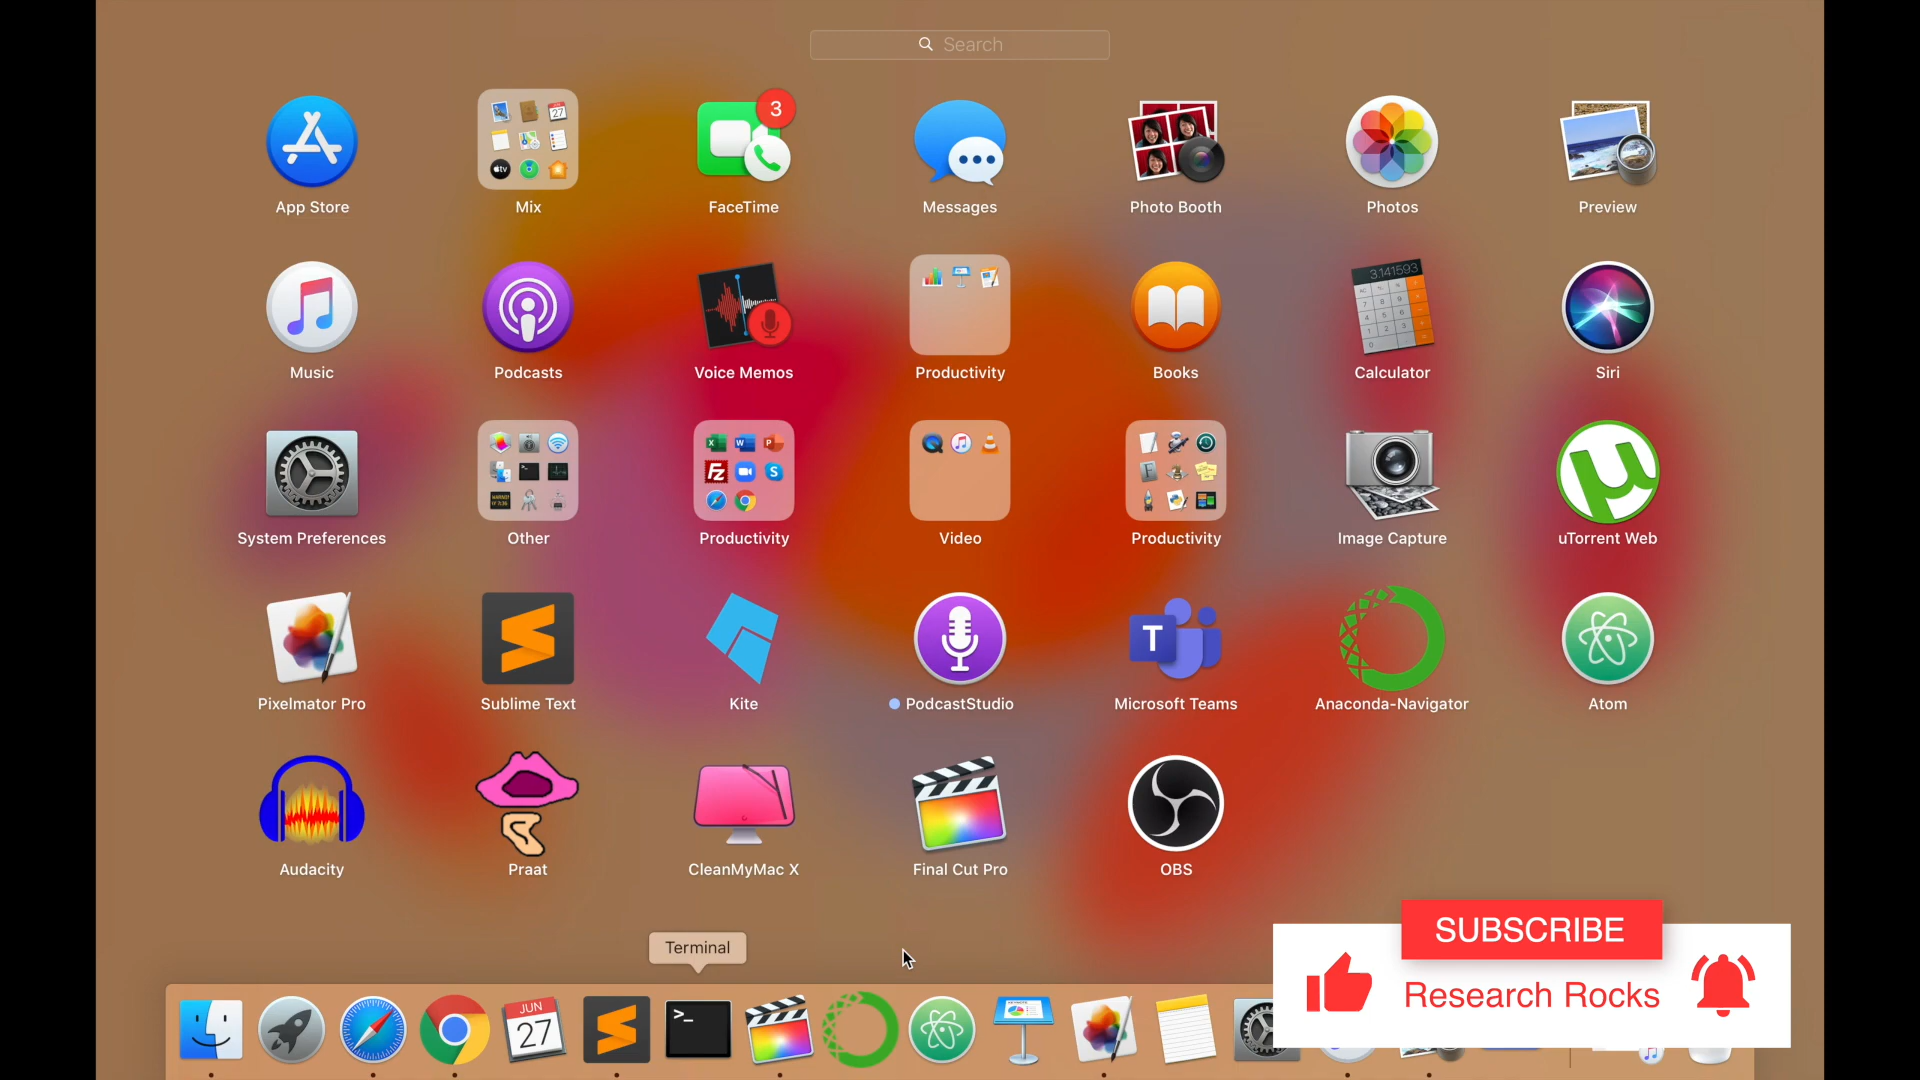 Search
3
App Store
Mix
FaceTime
Messages
Photo Booth
Photos
Preview
Music
Podcasts
Voice Memos
Productivity
Books
3.141593
Calculator
Siri
System Preferences
Other
Productivity
Video
Productivity
Image Capture
uTorrent Web
Pixelmator Pro
Sublime Text
Kite
PodcastStudio
T
Microsoft Teams
Anaconda-Navigator
Atom
Audacity
Praat
CleanMyMac X
Final Cut Pro
OBS
Terminal
SUBSCRIBE
Research Rocks
JUN
27
>_